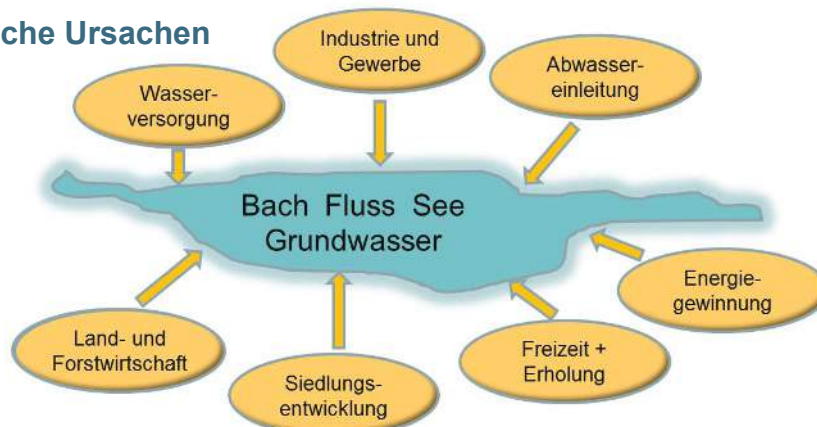 che Ursachen
Industrie und
Gewerbe
Abwasser-
einleitung
Wasser-
versorgung
Bach Fluss See
Grundwasser
Energie-
gewinnung
Land- und
Forstwirtschaft
Freizeit +
Erholung
Siedlungs-
entwicklung